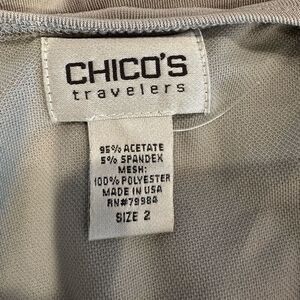 CHICO'S
travelers
95% ACETATE
5% SPANDEX
MESH:
100% POLYESTER
MADE IN USA
RN#79984
SIZE 2